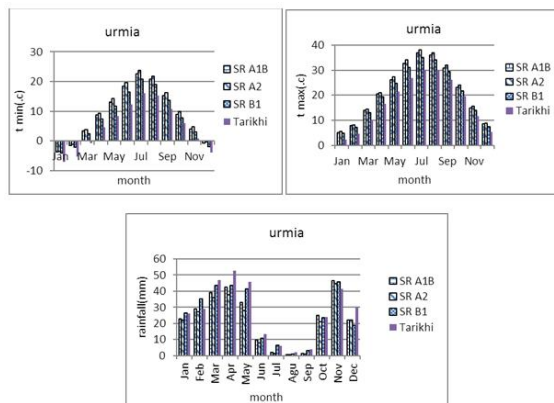 urmia
t min(.c)
30
20
10
0
-10
Jan
Mar
May
Jul
Sep
Nov
month
SR A1B
SR A2
SR B1
Tarikhi
urmia
t max(.c)
40
30
20
10
0
Jan
Mar
May
Jul
Sep
Nov
month
SR A1B
SR A2
SR B1
Tarikhi
urmia
rainfall(mm)
60
50
40
30
20
10
0
Jan
Feb
Mar
Apr
May
Jun
Jul
Agu
Sep
Oct
Nov
Dec
month
SR A1B
SR A2
SR B1
Tarikhi